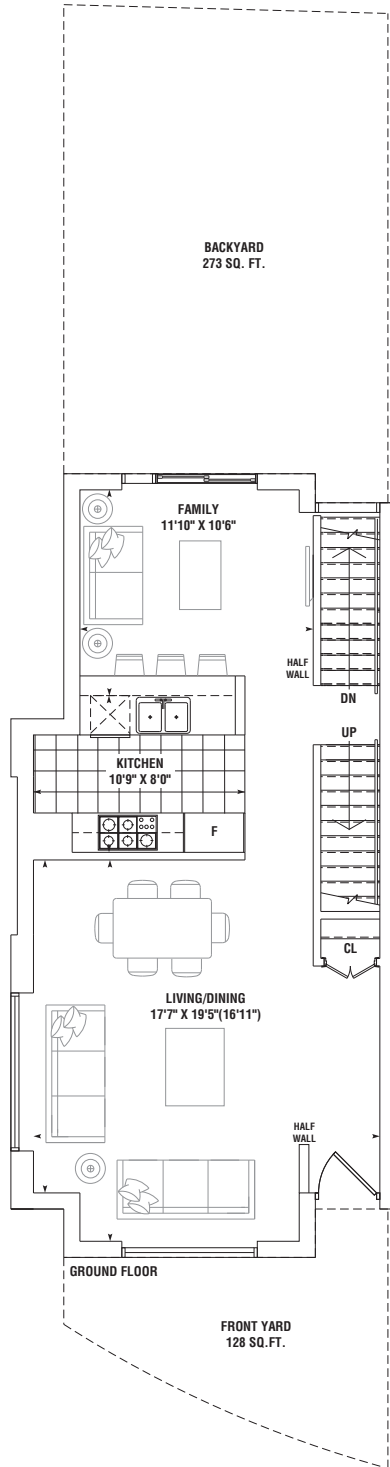 BACKYARD
273 SQ. FT.
FAMILY
11'10" X 10'6"
HALF
WALL
DN
UP
KITCHEN
10'9" X 8'0"
F
CL
LIVING/DINING
17'7" X 19'5"(16'11")
HALF
WALL
GROUND FLOOR
FRONT YARD
128 SQ.FT.